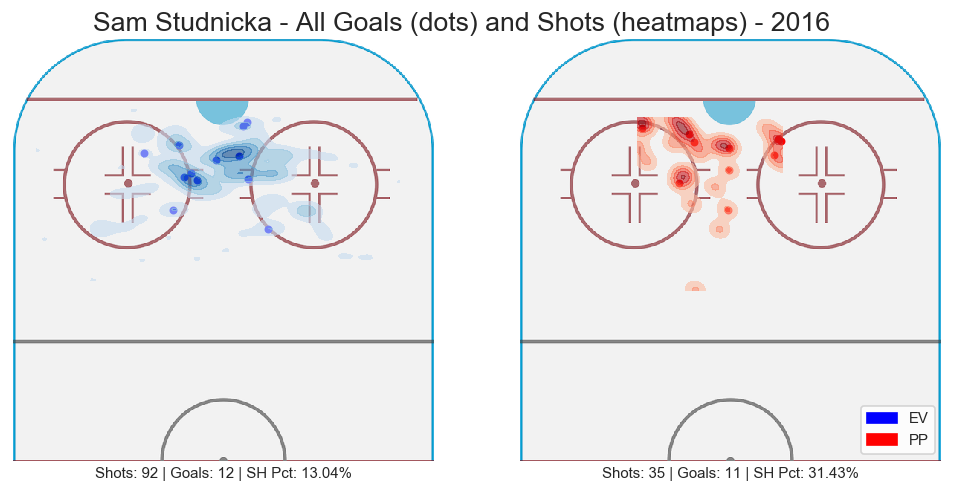 Sam Studnicka - All Goals (dots) and Shots (heatmaps) - 2016
EV
PP
Shots: 92 | Goals: 12 | SH Pct: 13.04%
Shots: 35 | Goals: 11 | SH Pct: 31.43%